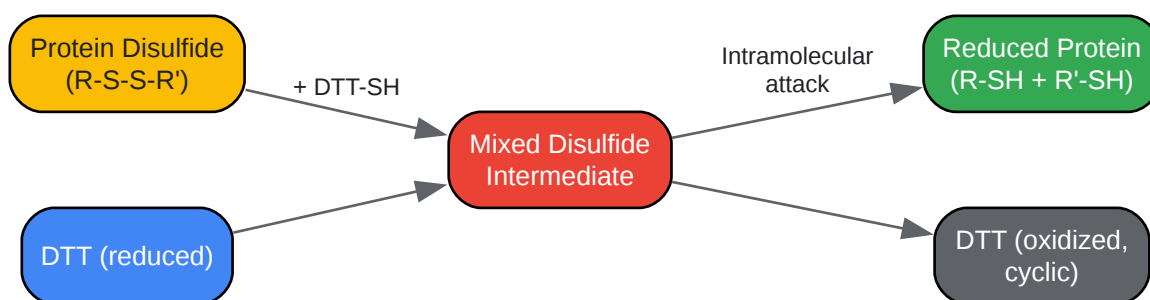 Protein Disulfide
(R-S-S-R')
+ DTT-SH
DTT (reduced)
Mixed Disulfide
Intermediate
Intramolecular
attack
Reduced Protein
(R-SH + R'-SH)
DTT (oxidized,
cyclic)